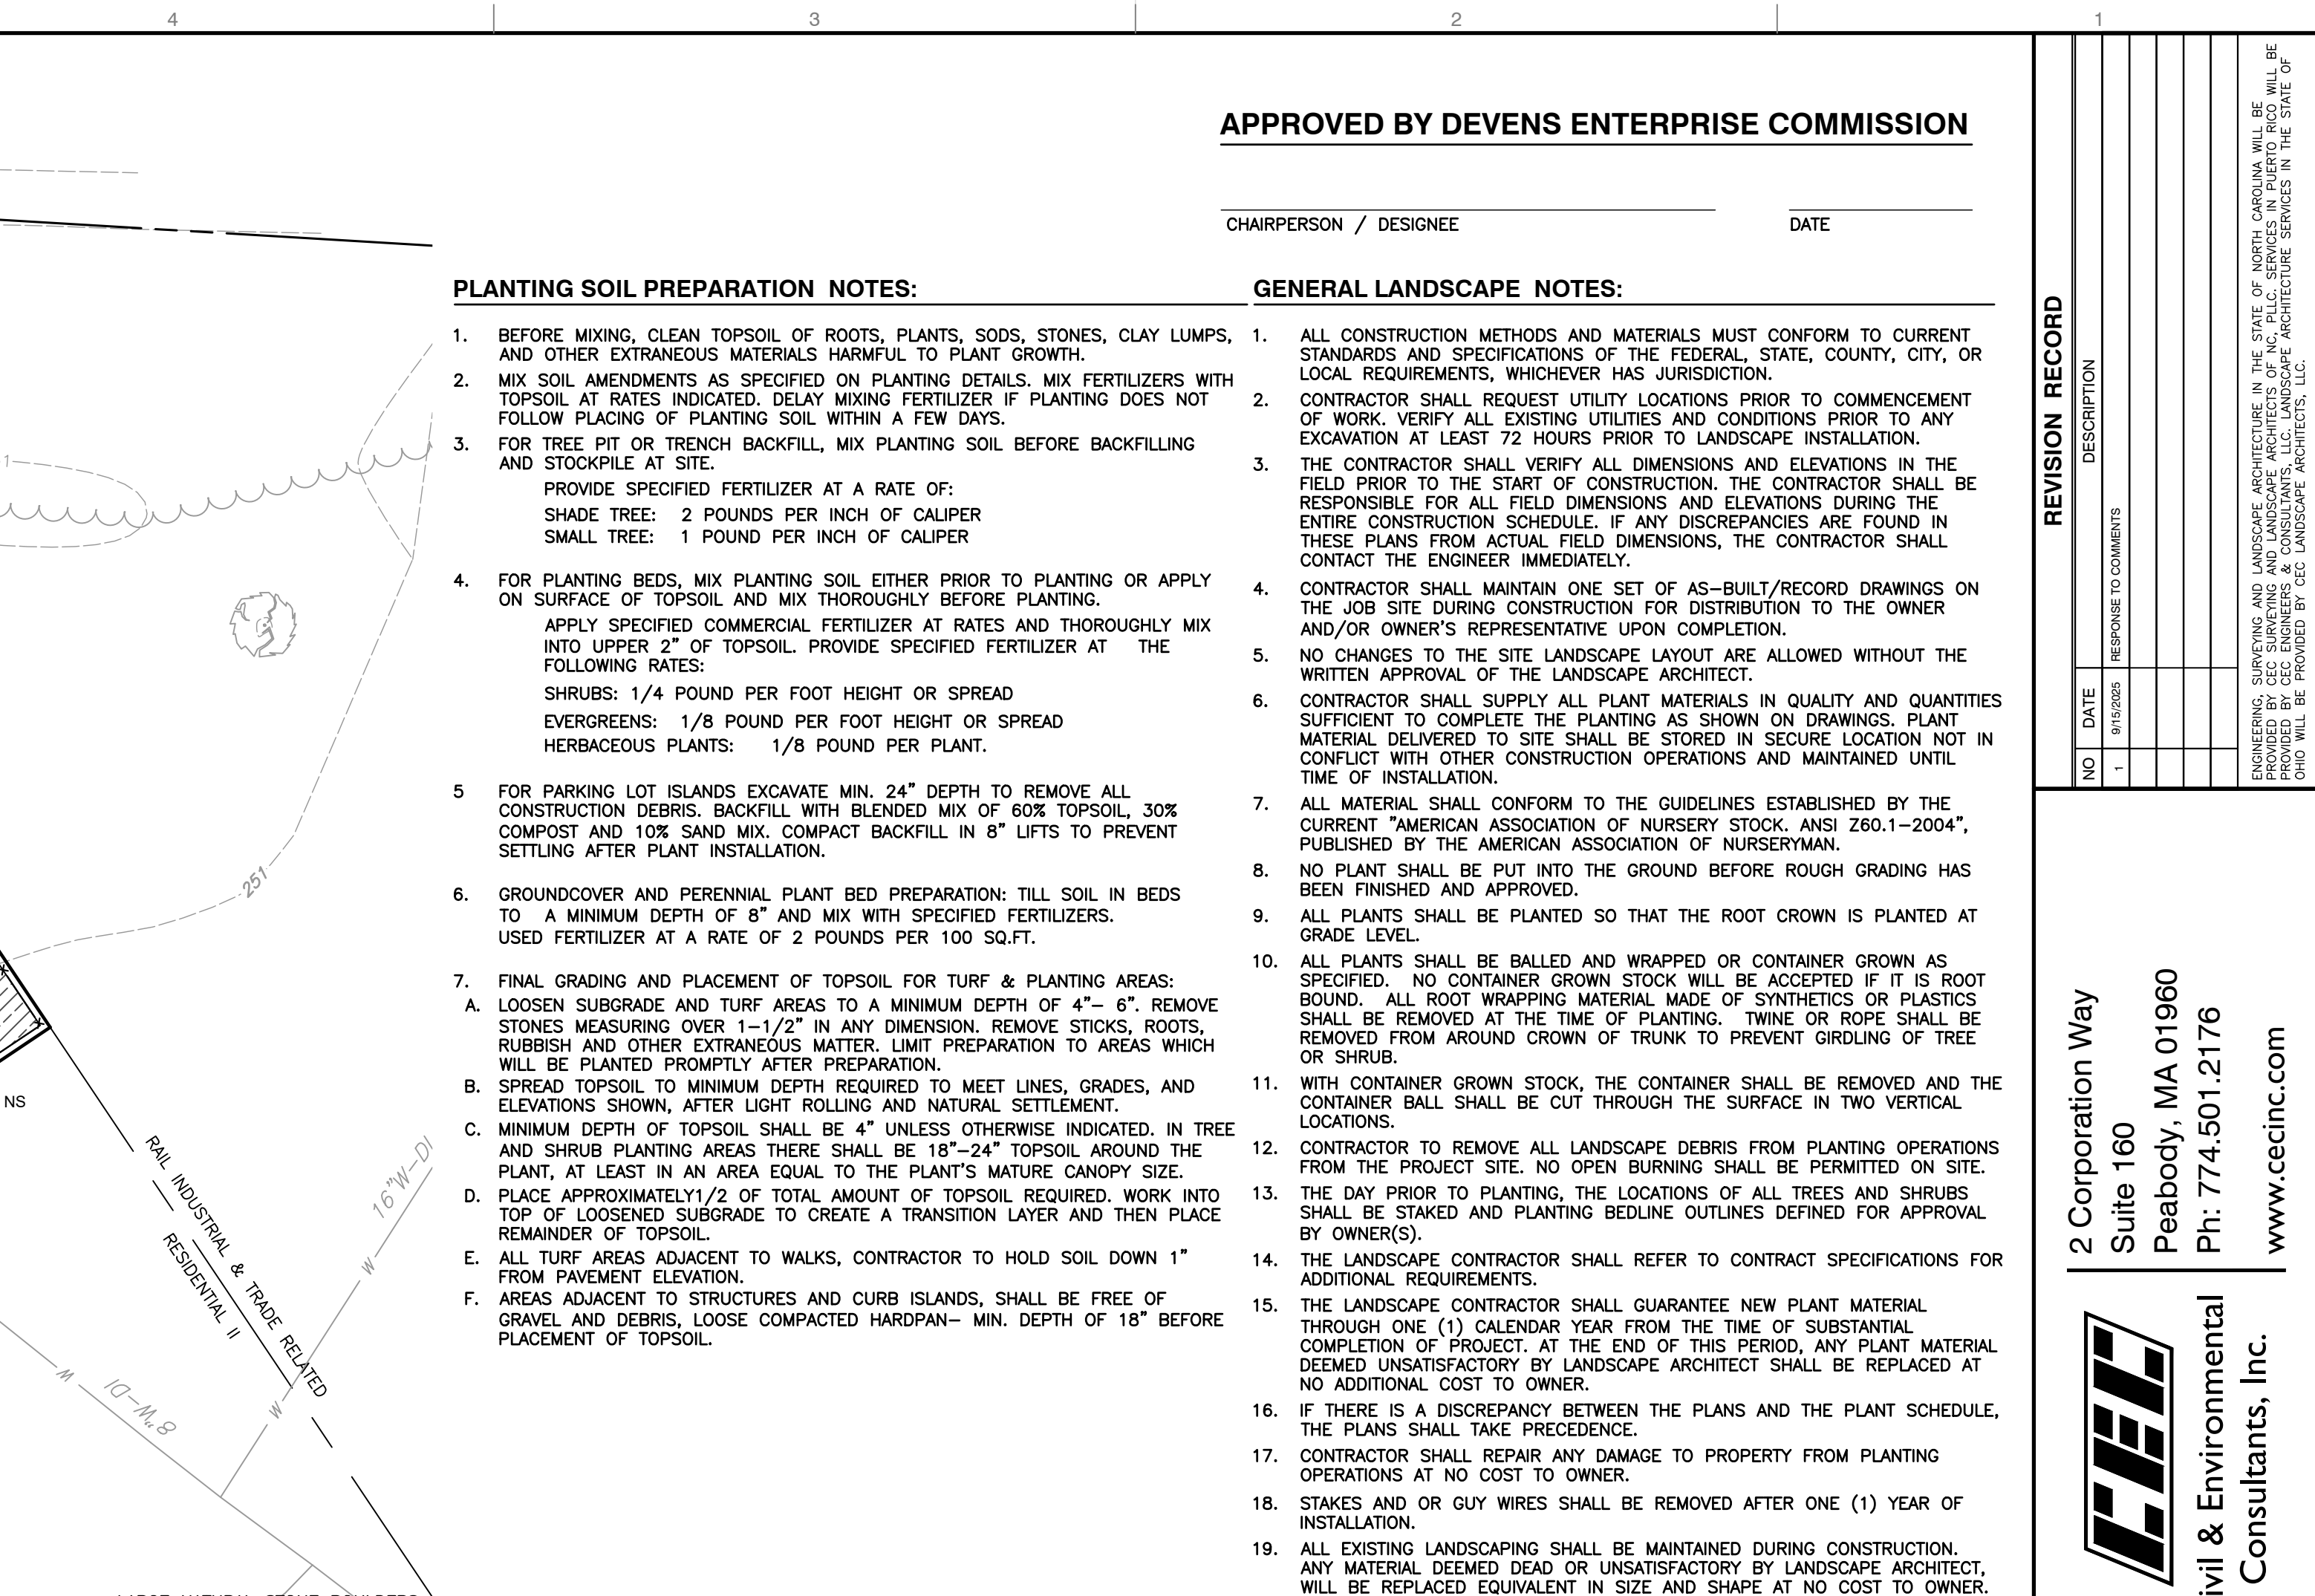 4
3
2
1
APPROVED BY DEVENS ENTERPRISE COMMISSION
CHAIRPERSON / DESIGNEE
DATE
PLANTING SOIL PREPARATION NOTES:
1. BEFORE MIXING, CLEAN TOPSOIL OF ROOTS, PLANTS, SODS, STONES, CLAY LUMPS,
AND OTHER EXTRANEOUS MATERIALS HARMFUL TO PLANT GROWTH.
2. MIX SOIL AMENDMENTS AS SPECIFIED ON PLANTING DETAILS. MIX FERTILIZERS WITH
TOPSOIL AT RATES INDICATED. DELAY MIXING FERTILIZER IF PLANTING DOES NOT
FOLLOW PLACING OF PLANTING SOIL WITHIN A FEW DAYS.
3. FOR TREE PIT OR TRENCH BACKFILL, MIX PLANTING SOIL BEFORE BACKFILLING
AND STOCKPILE AT SITE.
PROVIDE SPECIFIED FERTILIZER AT A RATE OF:
SHADE TREE: 2 POUNDS PER INCH OF CALIPER
SMALL TREE: 1 POUND PER INCH OF CALIPER
4. FOR PLANTING BEDS, MIX PLANTING SOIL EITHER PRIOR TO PLANTING OR APPLY
ON SURFACE OF TOPSOIL AND MIX THOROUGHLY BEFORE PLANTING.
APPLY SPECIFIED COMMERCIAL FERTILIZER AT RATES AND THOROUGHLY MIX
INTO UPPER 2" OF TOPSOIL. PROVIDE SPECIFIED FERTILIZER AT THE
FOLLOWING RATES:
SHRUBS: 1/4 POUND PER FOOT HEIGHT OR SPREAD
EVERGREENS: 1/8 POUND PER FOOT HEIGHT OR SPREAD
HERBACEOUS PLANTS: 1/8 POUND PER PLANT.
5 FOR PARKING LOT ISLANDS EXCAVATE MIN. 24" DEPTH TO REMOVE ALL
CONSTRUCTION DEBRIS. BACKFILL WITH BLENDED MIX OF 60% TOPSOIL, 30%
COMPOST AND 10% SAND MIX. COMPACT BACKFILL IN 8" LIFTS TO PREVENT
SETTLING AFTER PLANT INSTALLATION.
6. GROUNDCOVER AND PERENNIAL PLANT BED PREPARATION: TILL SOIL IN BEDS
TO A MINIMUM DEPTH OF 8" AND MIX WITH SPECIFIED FERTILIZERS.
USED FERTILIZER AT A RATE OF 2 POUNDS PER 100 SQ.FT.
7. FINAL GRADING AND PLACEMENT OF TOPSOIL FOR TURF & PLANTING AREAS:
A. LOOSEN SUBGRADE AND TURF AREAS TO A MINIMUM DEPTH OF 4"– 6". REMOVE
STONES MEASURING OVER 1–1/2" IN ANY DIMENSION. REMOVE STICKS, ROOTS,
RUBBISH AND OTHER EXTRANEOUS MATTER. LIMIT PREPARATION TO AREAS WHICH
WILL BE PLANTED PROMPTLY AFTER PREPARATION.
B. SPREAD TOPSOIL TO MINIMUM DEPTH REQUIRED TO MEET LINES, GRADES, AND
ELEVATIONS SHOWN, AFTER LIGHT ROLLING AND NATURAL SETTLEMENT.
C. MINIMUM DEPTH OF TOPSOIL SHALL BE 4" UNLESS OTHERWISE INDICATED. IN TREE
AND SHRUB PLANTING AREAS THERE SHALL BE 18"–24" TOPSOIL AROUND THE
PLANT, AT LEAST IN AN AREA EQUAL TO THE PLANT'S MATURE CANOPY SIZE.
D. PLACE APPROXIMATELY1/2 OF TOTAL AMOUNT OF TOPSOIL REQUIRED. WORK INTO
TOP OF LOOSENED SUBGRADE TO CREATE A TRANSITION LAYER AND THEN PLACE
REMAINDER OF TOPSOIL.
E. ALL TURF AREAS ADJACENT TO WALKS, CONTRACTOR TO HOLD SOIL DOWN 1"
FROM PAVEMENT ELEVATION.
F. AREAS ADJACENT TO STRUCTURES AND CURB ISLANDS, SHALL BE FREE OF
GRAVEL AND DEBRIS, LOOSE COMPACTED HARDPAN– MIN. DEPTH OF 18" BEFORE
PLACEMENT OF TOPSOIL.
GENERAL LANDSCAPE NOTES:
1. ALL CONSTRUCTION METHODS AND MATERIALS MUST CONFORM TO CURRENT
STANDARDS AND SPECIFICATIONS OF THE FEDERAL, STATE, COUNTY, CITY, OR
LOCAL REQUIREMENTS, WHICHEVER HAS JURISDICTION.
2. CONTRACTOR SHALL REQUEST UTILITY LOCATIONS PRIOR TO COMMENCEMENT
OF WORK. VERIFY ALL EXISTING UTILITIES AND CONDITIONS PRIOR TO ANY
EXCAVATION AT LEAST 72 HOURS PRIOR TO LANDSCAPE INSTALLATION.
3. THE CONTRACTOR SHALL VERIFY ALL DIMENSIONS AND ELEVATIONS IN THE
FIELD PRIOR TO THE START OF CONSTRUCTION. THE CONTRACTOR SHALL BE
RESPONSIBLE FOR ALL FIELD DIMENSIONS AND ELEVATIONS DURING THE
ENTIRE CONSTRUCTION SCHEDULE. IF ANY DISCREPANCIES ARE FOUND IN
THESE PLANS FROM ACTUAL FIELD DIMENSIONS, THE CONTRACTOR SHALL
CONTACT THE ENGINEER IMMEDIATELY.
4. CONTRACTOR SHALL MAINTAIN ONE SET OF AS–BUILT/RECORD DRAWINGS ON
THE JOB SITE DURING CONSTRUCTION FOR DISTRIBUTION TO THE OWNER
AND/OR OWNER'S REPRESENTATIVE UPON COMPLETION.
5. NO CHANGES TO THE SITE LANDSCAPE LAYOUT ARE ALLOWED WITHOUT THE
WRITTEN APPROVAL OF THE LANDSCAPE ARCHITECT.
6. CONTRACTOR SHALL SUPPLY ALL PLANT MATERIALS IN QUALITY AND QUANTITIES
SUFFICIENT TO COMPLETE THE PLANTING AS SHOWN ON DRAWINGS. PLANT
MATERIAL DELIVERED TO SITE SHALL BE STORED IN SECURE LOCATION NOT IN
CONFLICT WITH OTHER CONSTRUCTION OPERATIONS AND MAINTAINED UNTIL
TIME OF INSTALLATION.
7. ALL MATERIAL SHALL CONFORM TO THE GUIDELINES ESTABLISHED BY THE
CURRENT "AMERICAN ASSOCIATION OF NURSERY STOCK. ANSI Z60.1–2004",
PUBLISHED BY THE AMERICAN ASSOCIATION OF NURSERYMAN.
8. NO PLANT SHALL BE PUT INTO THE GROUND BEFORE ROUGH GRADING HAS
BEEN FINISHED AND APPROVED.
9. ALL PLANTS SHALL BE PLANTED SO THAT THE ROOT CROWN IS PLANTED AT
GRADE LEVEL.
10. ALL PLANTS SHALL BE BALLED AND WRAPPED OR CONTAINER GROWN AS
SPECIFIED. NO CONTAINER GROWN STOCK WILL BE ACCEPTED IF IT IS ROOT
BOUND. ALL ROOT WRAPPING MATERIAL MADE OF SYNTHETICS OR PLASTICS
SHALL BE REMOVED AT THE TIME OF PLANTING. TWINE OR ROPE SHALL BE
REMOVED FROM AROUND CROWN OF TRUNK TO PREVENT GIRDLING OF TREE
OR SHRUB.
11. WITH CONTAINER GROWN STOCK, THE CONTAINER SHALL BE REMOVED AND THE
CONTAINER BALL SHALL BE CUT THROUGH THE SURFACE IN TWO VERTICAL
LOCATIONS.
12. CONTRACTOR TO REMOVE ALL LANDSCAPE DEBRIS FROM PLANTING OPERATIONS
FROM THE PROJECT SITE. NO OPEN BURNING SHALL BE PERMITTED ON SITE.
13. THE DAY PRIOR TO PLANTING, THE LOCATIONS OF ALL TREES AND SHRUBS
SHALL BE STAKED AND PLANTING BEDLINE OUTLINES DEFINED FOR APPROVAL
BY OWNER(S).
14. THE LANDSCAPE CONTRACTOR SHALL REFER TO CONTRACT SPECIFICATIONS FOR
ADDITIONAL REQUIREMENTS.
15. THE LANDSCAPE CONTRACTOR SHALL GUARANTEE NEW PLANT MATERIAL
THROUGH ONE (1) CALENDAR YEAR FROM THE TIME OF SUBSTANTIAL
COMPLETION OF PROJECT. AT THE END OF THIS PERIOD, ANY PLANT MATERIAL
DEEMED UNSATISFACTORY BY LANDSCAPE ARCHITECT SHALL BE REPLACED AT
NO ADDITIONAL COST TO OWNER.
16. IF THERE IS A DISCREPANCY BETWEEN THE PLANS AND THE PLANT SCHEDULE,
THE PLANS SHALL TAKE PRECEDENCE.
17. CONTRACTOR SHALL REPAIR ANY DAMAGE TO PROPERTY FROM PLANTING
OPERATIONS AT NO COST TO OWNER.
18. STAKES AND OR GUY WIRES SHALL BE REMOVED AFTER ONE (1) YEAR OF
INSTALLATION.
19. ALL EXISTING LANDSCAPING SHALL BE MAINTAINED DURING CONSTRUCTION.
ANY MATERIAL DEEMED DEAD OR UNSATISFACTORY BY LANDSCAPE ARCHITECT,
WILL BE REPLACED EQUIVALENT IN SIZE AND SHAPE AT NO COST TO OWNER.
REVISION RECORD
NO DATE DESCRIPTION
1 9/15/2025 RESPONSE TO COMMENTS
ENGINEERING, SURVEYING AND LANDSCAPE ARCHITECTURE IN THE STATE OF NORTH CAROLINA WILL BE
PROVIDED BY CEC SURVEYING AND LANDSCAPE ARCHITECTS OF NC, PLLC. SERVICES IN PUERTO RICO WILL BE
PROVIDED BY CEC ENGINEERS & CONSULTANTS, LLC. LANDSCAPE ARCHITECTURE SERVICES IN THE STATE OF
OHIO WILL BE PROVIDED BY CEC LANDSCAPE ARCHITECTS, LLC.
2 Corporation Way
Suite 160
Peabody, MA 01960
Ph: 774.501.2176
www.cecinc.com
CEC
ivil & Environmental
Consultants, Inc.
1
251
NS
RAIL INDUSTRIAL & TRADE RELATED
RESIDENTIAL II
16"W–DI
W
W
W
8"W–DI